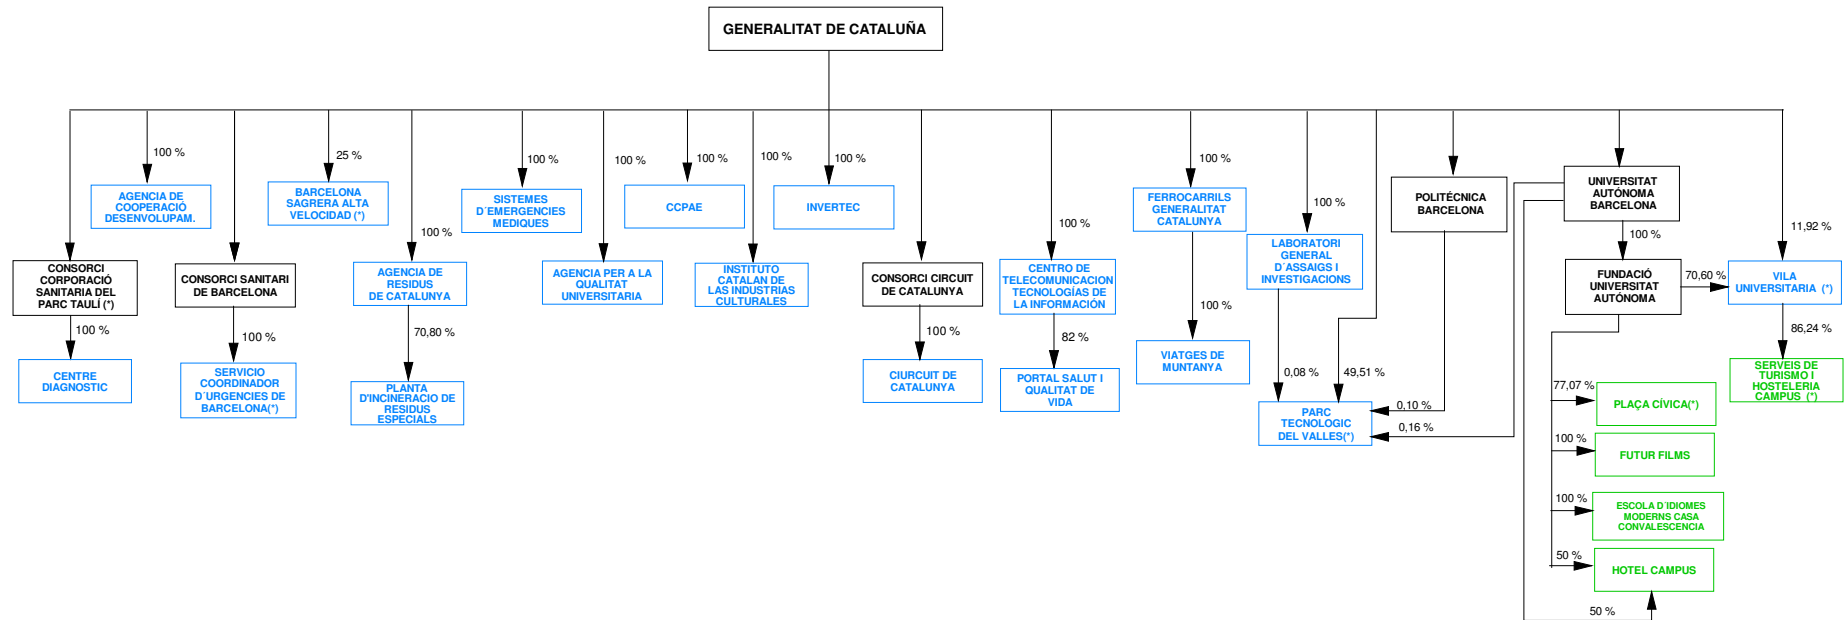 GENERALITAT DE CATALUÑA
100 %
AGENCIA DE
COOPERACIÓ
DESENVOLUPAM.
25 %
BARCELONA
SAGRERA ALTA
VELOCIDAD (*)
100 %
SISTEMES
D´EMERGENCIES
MEDIQUES
100 %
100 %
CCPAE
100 %
100 %
INVERTEC
100 %
FERROCARRILS
GENERALITAT
CATALUNYA
POLITÉCNICA
BARCELONA
UNIVERSITAT
AUTÓNOMA
BARCELONA
CONSORCI
CORPORACIÓ
SANITARIA DEL
PARC TAULÍ (*)
CONSORCI SANITARI
DE BARCELONA
100 %
AGENCIA DE
RESIDUS
DE CATALUNYA
AGENCIA PER A LA
QUALITAT
UNIVERSITARIA
INSTITUTO
CATALAN DE
LAS INDUSTRIAS
CULTURALES
CONSORCI CIRCUIT
DE CATALUNYA
100 %
CENTRO DE
TELECOMUNICACION
TECNOLOGÍAS DE
LA INFORMACIÓN
100 %
LABORATORI
GENERAL
D´ASSAIGS I
INVESTIGACIONS
100 %
FUNDACIÓ
UNIVERSITAT
AUTÓNOMA
70,60 %
11,92 %
VILA
UNIVERSITARIA (*)
100 %
CENTRE
DIAGNOSTIC
100 %
SERVICIO
COORDINADOR
D´URGENCIES DE
BARCELONA(*)
70,80 %
PLANTA
D'INCINERACIO DE
RESIDUS
ESPECIALS
100 %
CIURCUIT DE
CATALUNYA
82 %
PORTAL SALUT I
QUALITAT DE
VIDA
100 %
VIATGES DE
MUNTANYA
0,08 %
49,51 %
0,10 %
0,16 %
PARC
TECNOLOGIC
DEL VALLES(*)
86,24 %
SERVEIS DE
TURISMO I
HOSTELERIA
CAMPUS (*)
77,07 %
PLAÇA CÍVICA(*)
100 %
FUTUR FILMS
100 %
ESCOLA D´IDIOMES
MODERNS CASA
CONVALESCENCIA
50 %
HOTEL CAMPUS
50 %